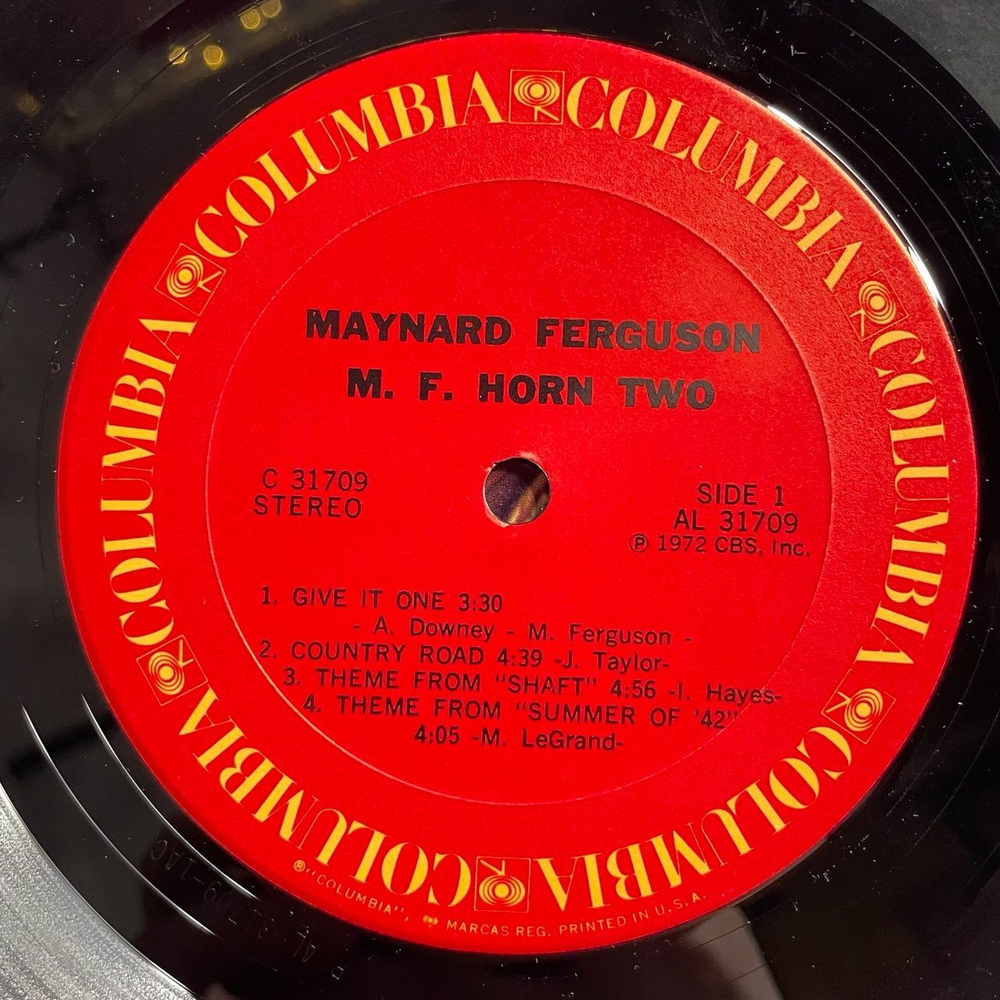 COLUMBIA COLUMBIA COLUMBIA COLUMBIA COLUMBIA COLUMBIA COLUMBIA COLUMBIA
MAYNARD FERGUSON
M. F. HORN TWO
C 31709
STEREO
SIDE 1
AL 31709
℗ 1972 CBS, Inc.
1. GIVE IT ONE 3:30
- A. Downey - M. Ferguson -
2. COUNTRY ROAD 4:39 -J. Taylor-
3. THEME FROM "SHAFT" 4:56 -I. Hayes-
4. THEME FROM "SUMMER OF '42"
4:05 -M. LeGrand-
® "COLUMBIA", MARCAS REG. PRINTED IN U.S.A.